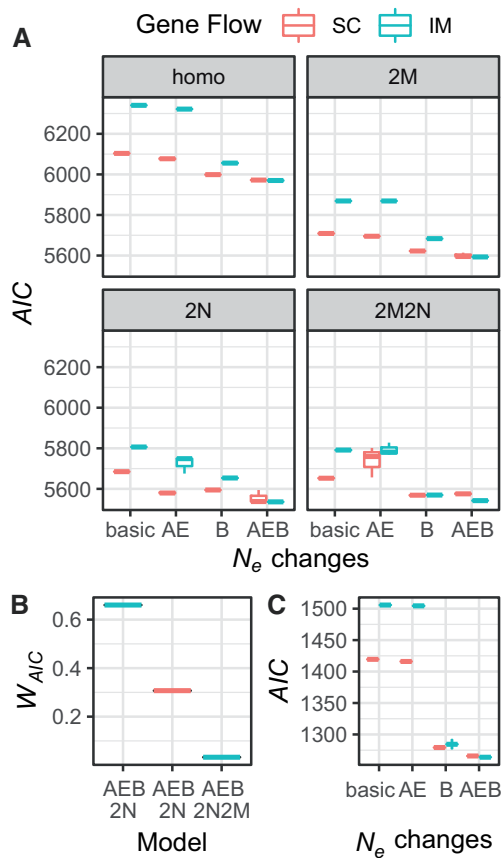 Gene Flow SC IM
A
homo 2M
6200
6000
5800
5600
AIC
2N 2M2N
6200
6000
5800
5600
basic AE B AEB basic AE B AEB
Ne changes
B
0.6
0.4
0.2
WAIC
AEB AEB AEB
2N 2N 2N2M
Model
C
1500
1450
1400
1350
1300
AIC
basic AE B AEB
Ne changes